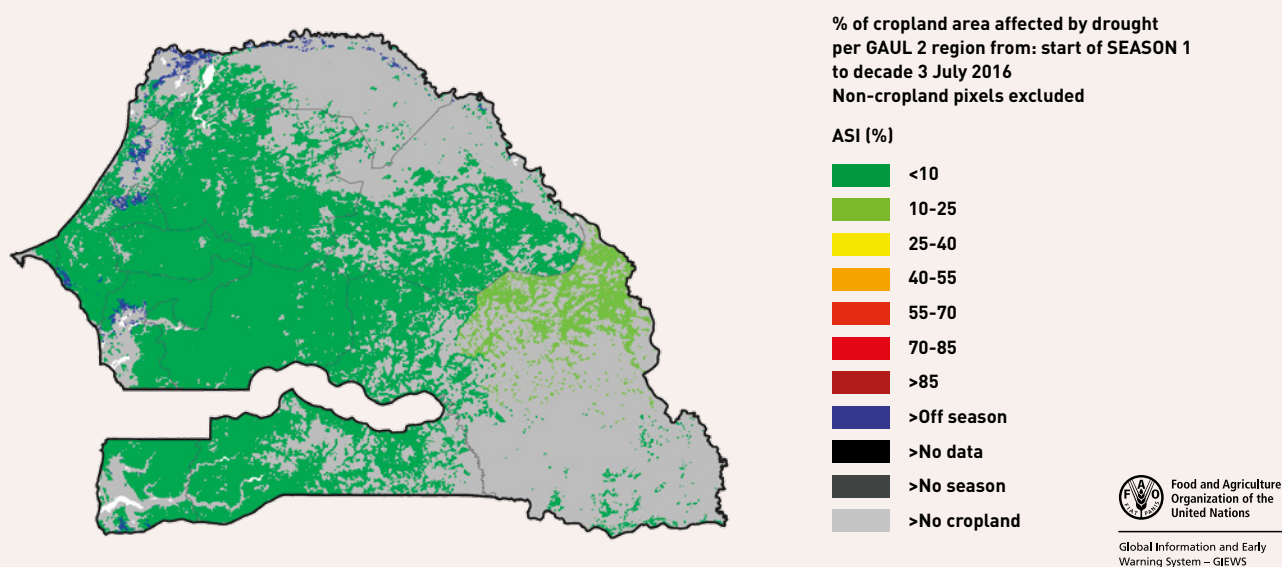 % of cropland area affected by drought
per GAUL 2 region from: start of SEASON 1
to decade 3 July 2016
Non-cropland pixels excluded
ASI (%)
<10
10-25
25-40
40-55
55-70
70-85
>85
>Off season
>No data
>No season
>No cropland
FAO
FIAT PANIS
Food and Agriculture
Organization of the
United Nations
Global Information and Early
Warning System – GIEWS